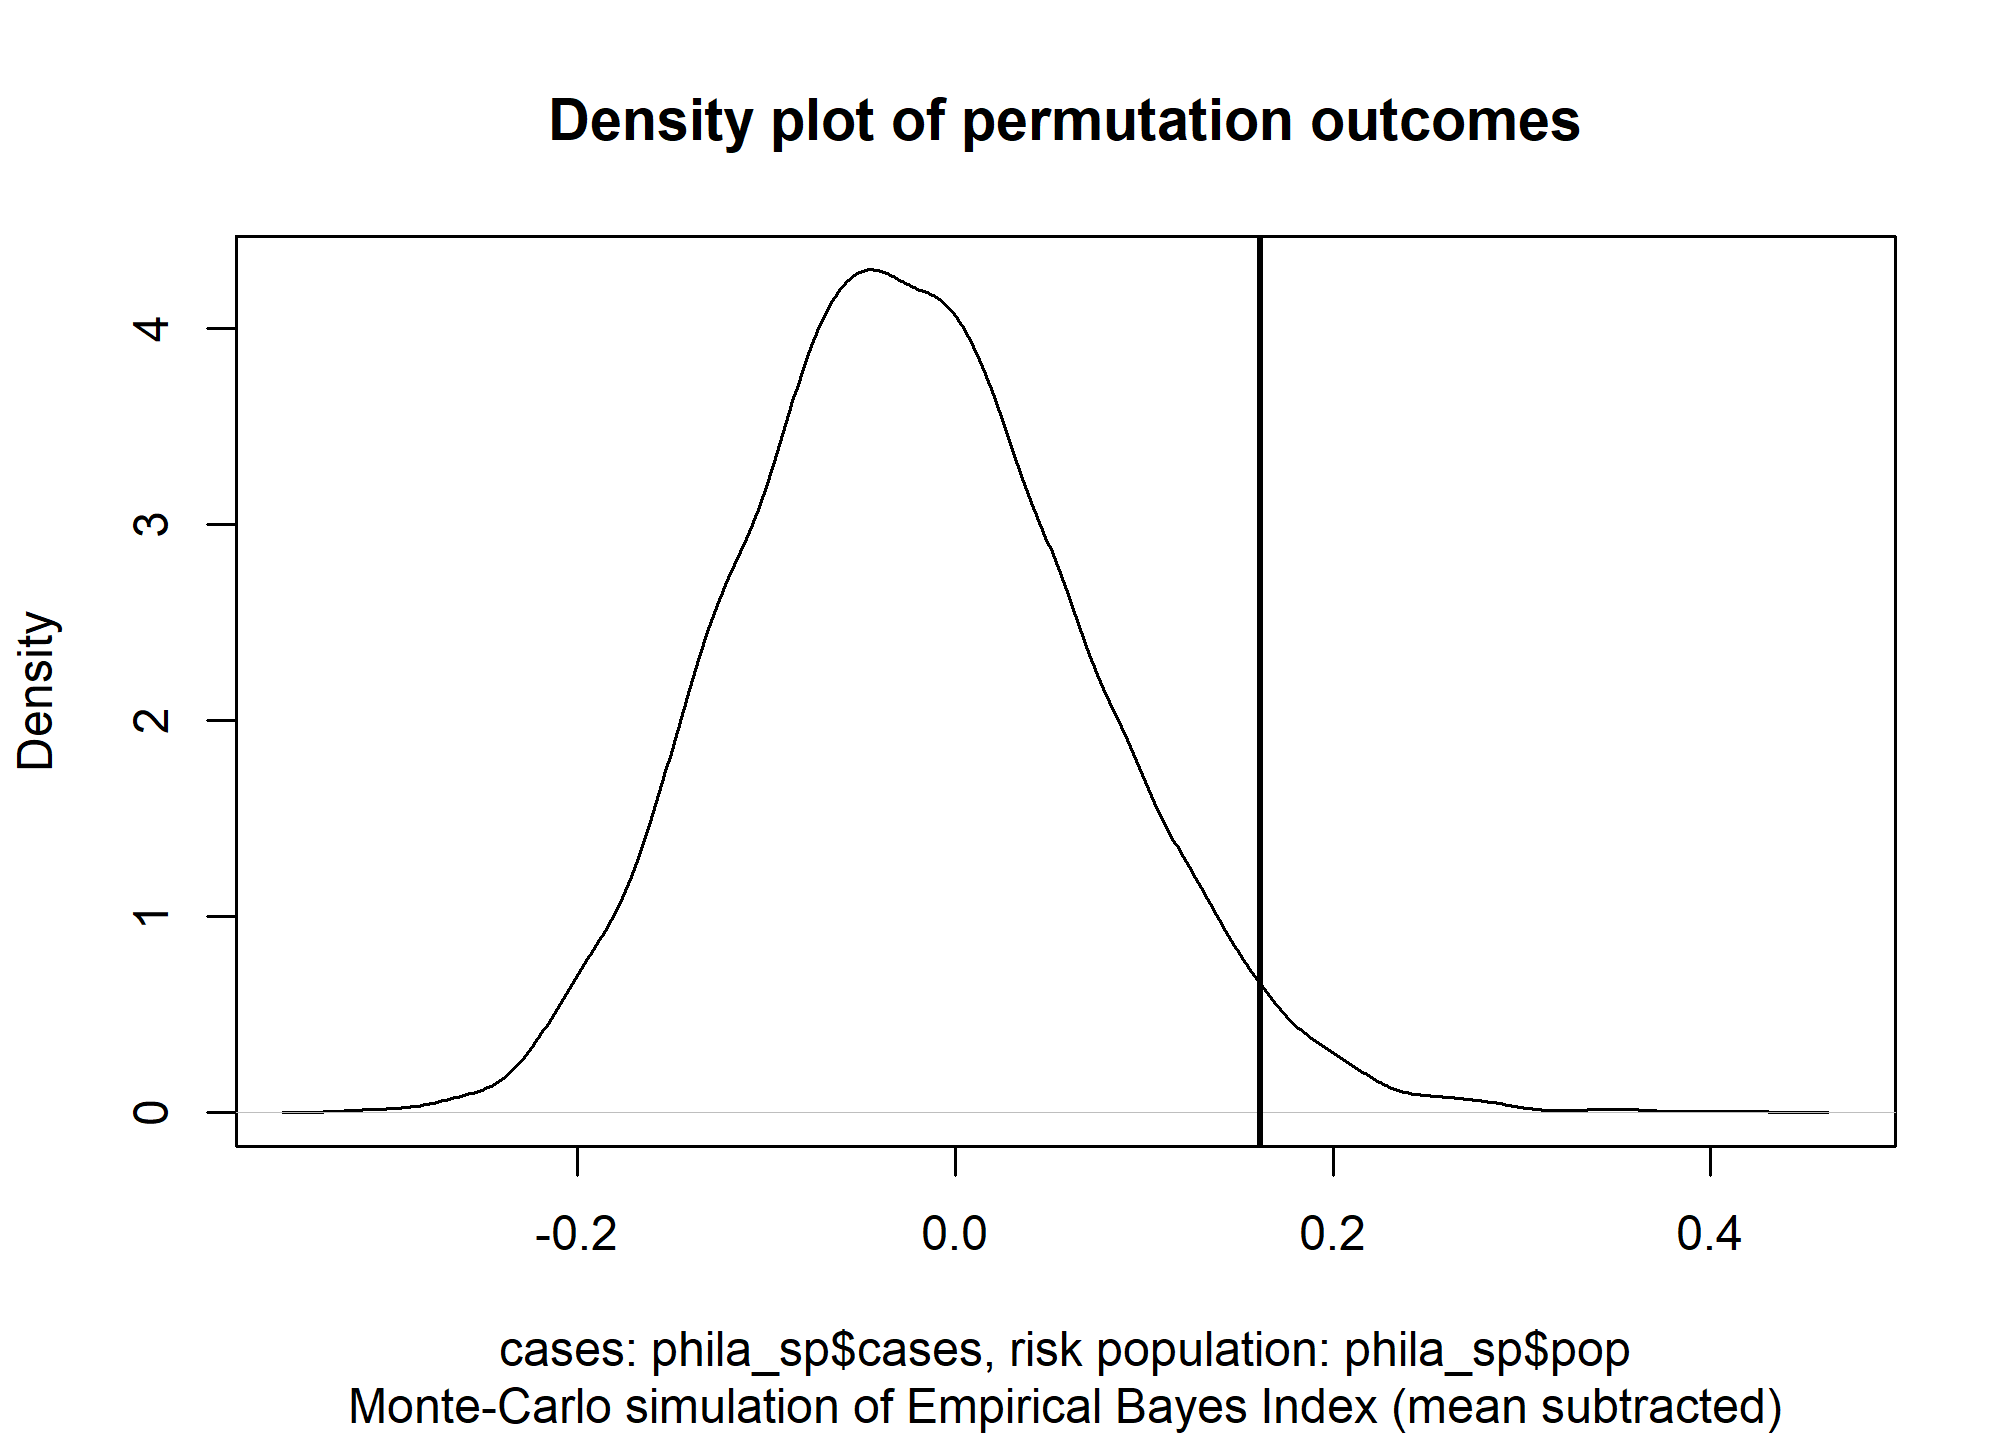 Density plot of permutation outcomes
Density
4
3
2
1
0
-0.2 0.0 0.2 0.4
cases: phila_sp$cases, risk population: phila_sp$pop
Monte-Carlo simulation of Empirical Bayes Index (mean subtracted)